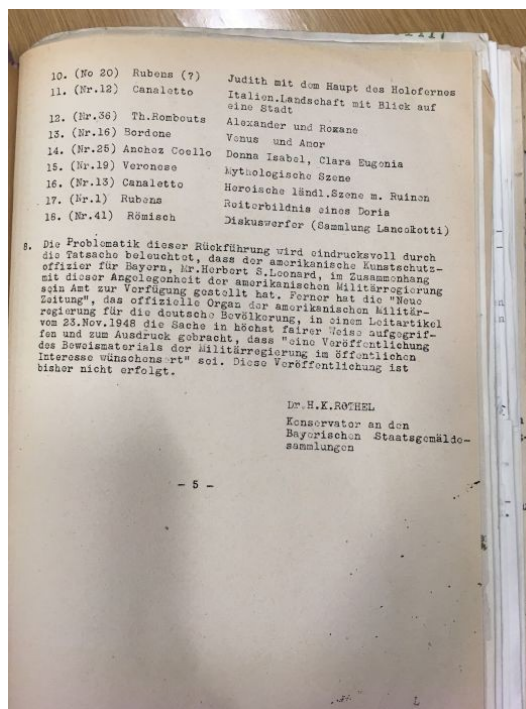 10. (No 20) Rubens (?) Judith mit dem Haupt des Holofernes
11. (Nr.12) Canaletto Italien.Landschaft mit Blick auf
eine Stadt
12. (Nr.36) Th.Rombouts Alexander und Roxane
13. (Nr.16) Bordone Venus und Amor
14. (Nr.25) Anchez Coello Donna Isabel, Clara Eugenia
15. (Nr.19) Veronese Mythologische Szene
16. (Nr.13) Canaletto Heroische ländl.Szene m. Ruinen
17. (Nr.1) Rubens Reiterbildnis eines Doria
18. (Nr.41) Römisch Diskuswerfer (Sammlung Lancelotti)
8. Die Problematik dieser Rückführung wird eindrucksvoll durch
die Tatsache beleuchtet, dass der amerikanische Kunstschutz-
offizier für Bayern, Mr.Herbert S.Leonard, im Zusammenhang
mit dieser Angelegenheit der amerikanischen Militärregierung
sein Amt zur Verfügung gestellt hat. Ferner hat die "Neue
Zeitung", das offizielle Organ der amerikanischen Militär-
regierung für die deutsche Bevölkerung, in einem Leitartikel
vom 23.Nov.1948 die Sache in höchst fairer Weise aufgegrif-
fen und zum Ausdruck gebracht, dass "eine Veröffentlichung
des Beweismaterials der Militärregierung im öffentlichen
Interesse wünschenswert" sei. Diese Veröffentlichung ist
bisher nicht erfolgt.
Dr.H.K.ROTHEL
Konservator an den
Bayerischen Staatsgemälde-
sammlungen
- 5 -